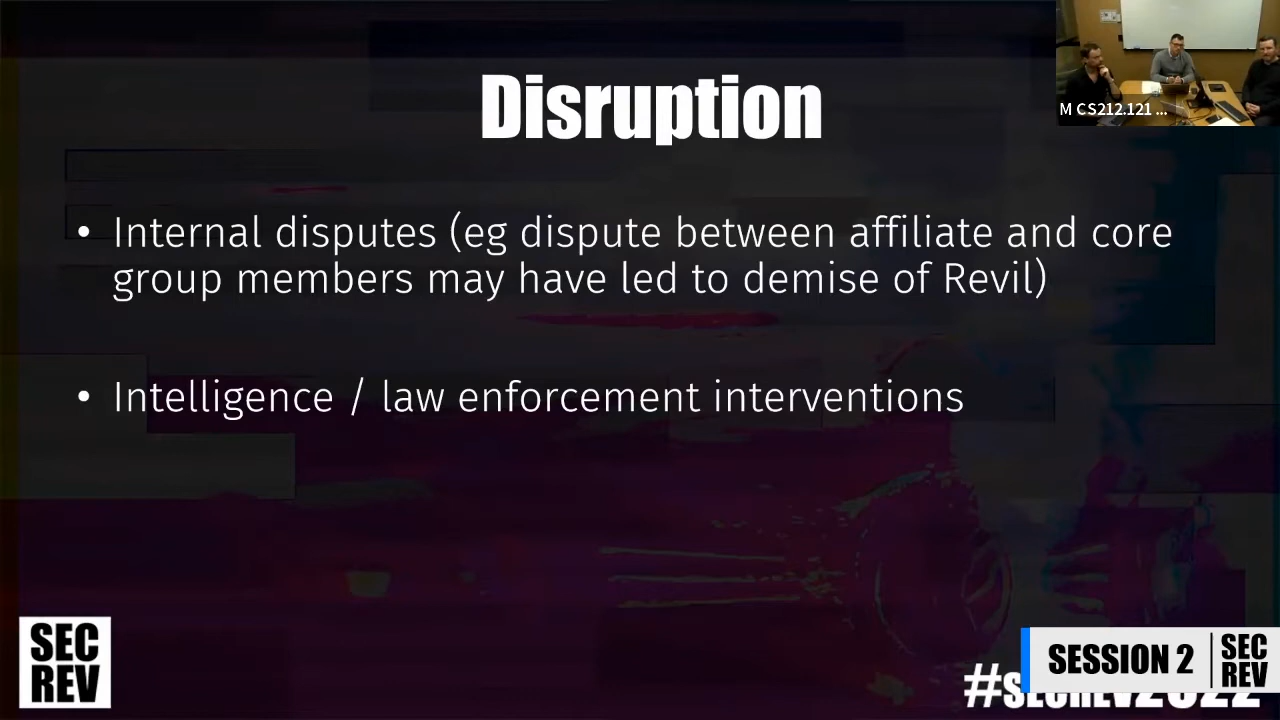 Disruption
M CS212.121 ...
• Internal disputes (eg dispute between affiliate and core
group members may have led to demise of Revil)
• Intelligence / law enforcement interventions
SEC
REV
SESSION 2
SEC
REV
#SECREV2022